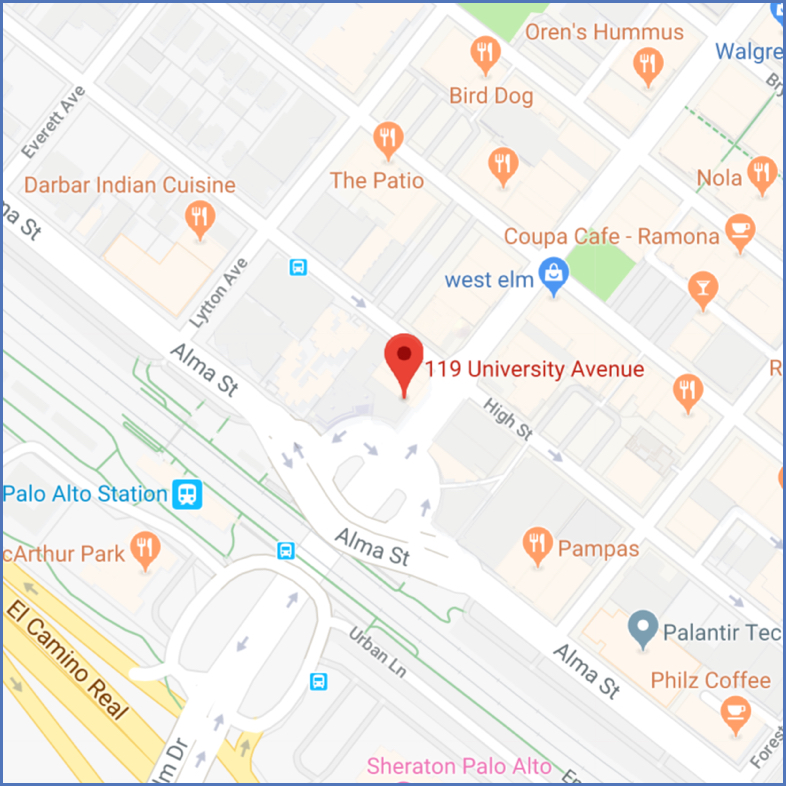 Oren's Hummus
Walgre
Bry
Bird Dog
Everett Ave
The Patio
Nola
Darbar Indian Cuisine
ma St
Coupa Cafe - Ramona
west elm
Lytton Ave
Alma St
119 University Avenue
R
High St
Palo Alto Station
Alma St
cArthur Park
Pampas
El Camino Real
Palantir Tec
Urban Ln
Alma St
Philz Coffee
Forest
lm Dr
Sheraton Palo Alto
En